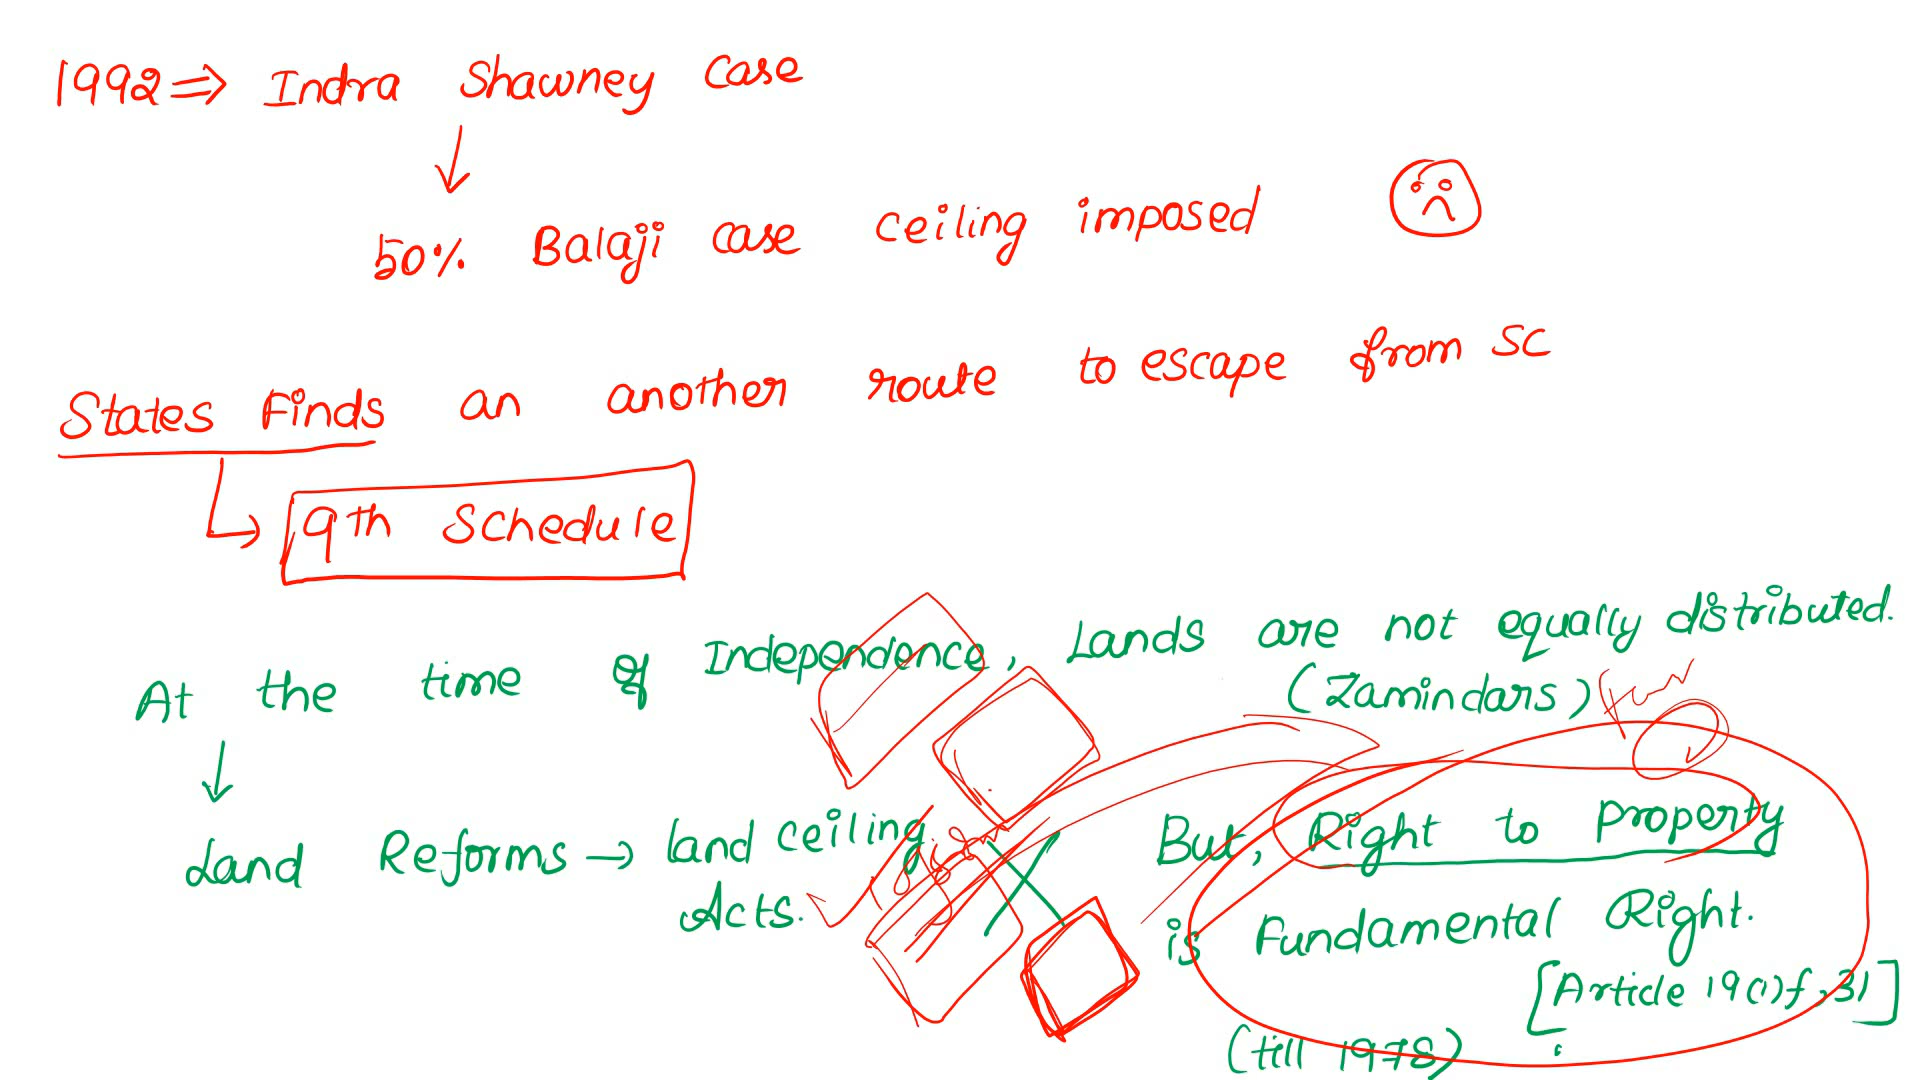 1992 ⇒ Indra Shawney case
↓
50% Balaji case ceiling imposed
States Finds an another route to escape from SC
9th Schedule
At the time of Independence, Lands are not equally distributed.
(Zamindars)
↓
Land Reforms → land ceiling
Acts.
But, Right to Property
is Fundamental Right.
[Article 19(1)f, 31]
(till 1978)